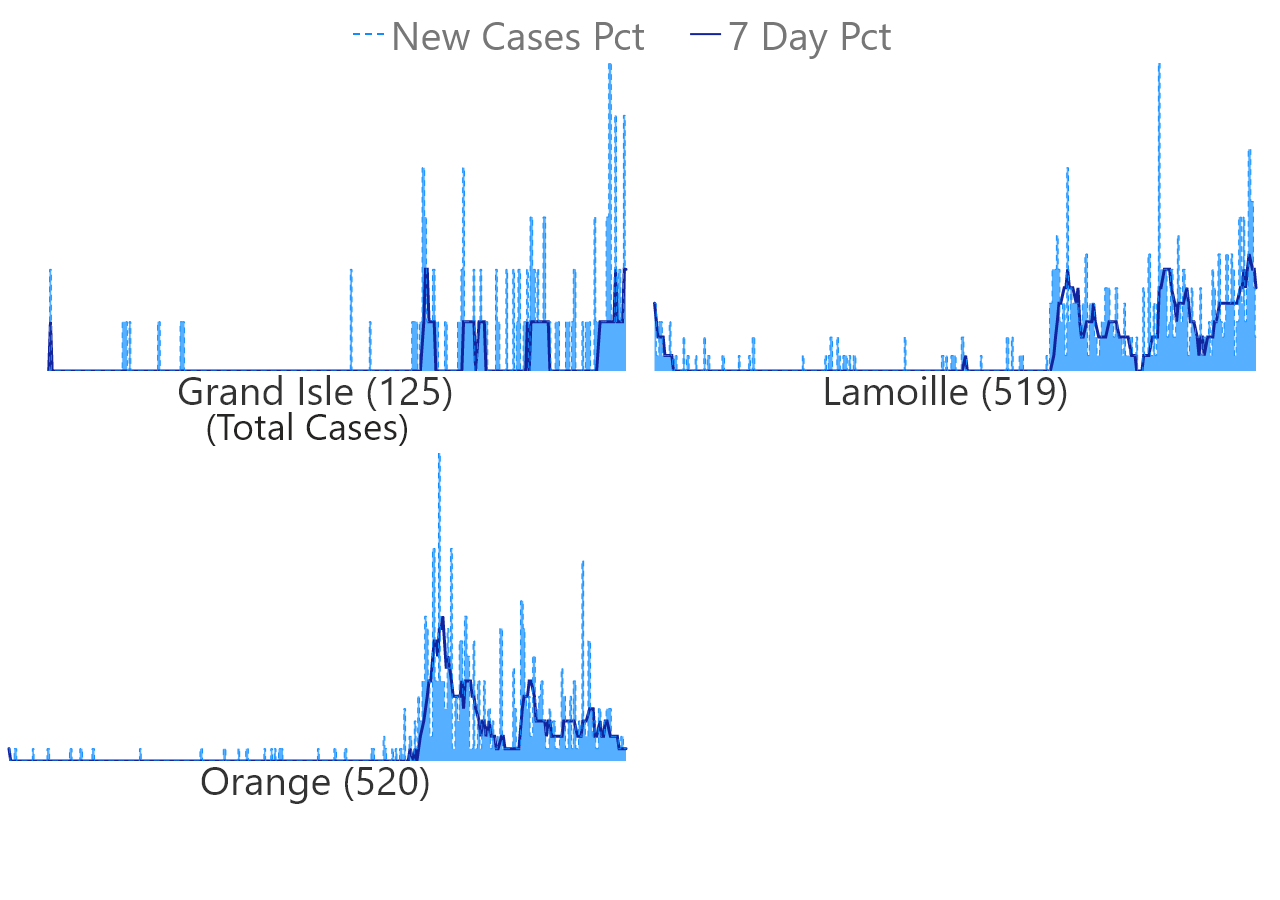 New Cases Pct 7 Day Pct
Grand Isle (125)
(Total Cases)
Lamoille (519)
Orange (520)